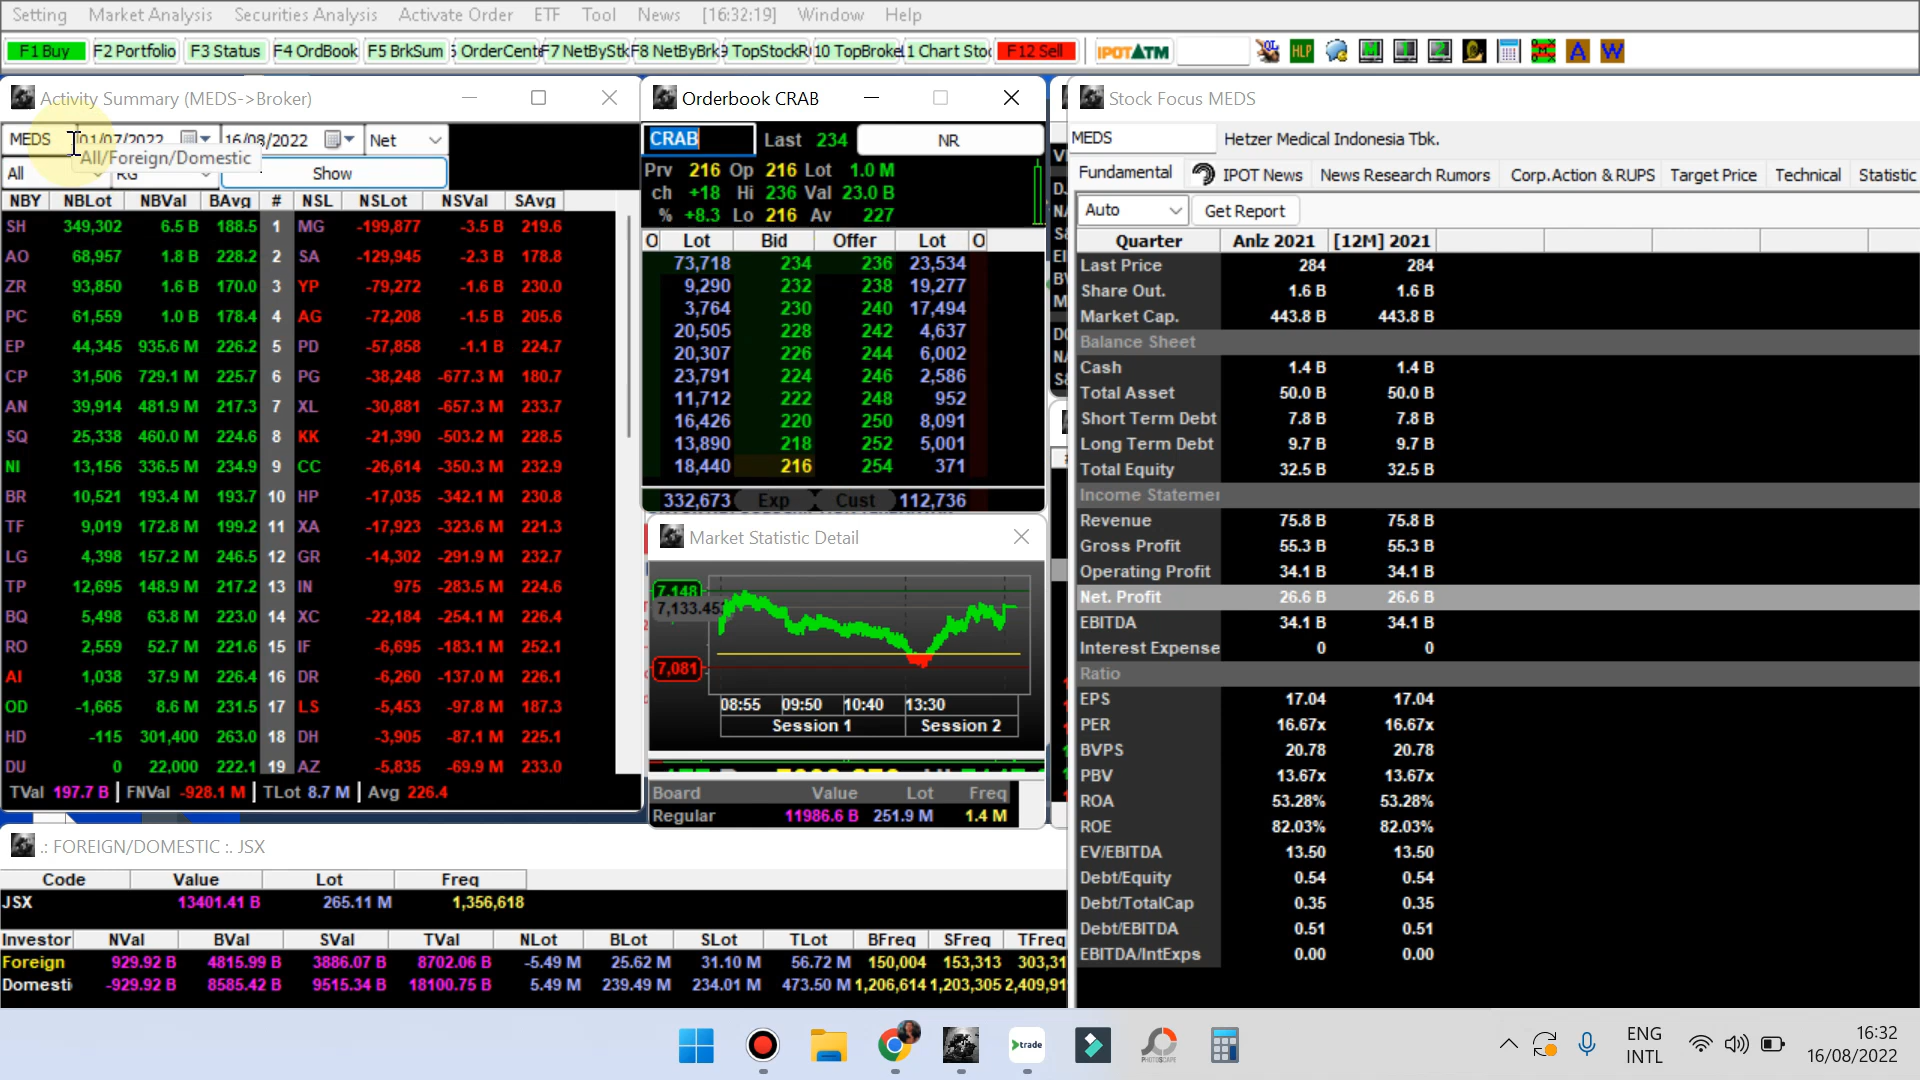 Setting Market Analysis Securities Analysis Activate Order ETF Tool News [16:32:19] Window Help
F1 Buy F2 Portfolio F3 Status F4 OrdBook F5 BrkSum OrderCent F7 NetByStk F8 NetByBrk TopStockR 10 TopBroke 1 Chart Sto F12 Sell IPOTATM HLP A W
Activity Summary (MEDS->Broker)
MEDS 01/07/2022 16/08/2022 Net
All/Foreign/Domestic
All RG Show
NBY NBLot NBVal BAvg # NSL NSLot NSVal SAvg
SH 349,302 6.5 B 188.5 1 MG -199,877 -3.5 B 219.6
AO 68,957 1.8 B 228.2 2 SA -129,945 -2.3 B 178.8
ZR 93,850 1.6 B 170.0 3 YP -79,272 -1.6 B 230.0
PC 61,559 1.0 B 178.4 4 AG -72,208 -1.5 B 205.6
EP 44,345 935.6 M 226.2 5 PD -57,858 -1.1 B 224.7
CP 31,506 729.1 M 225.7 6 PG -38,248 -677.3 M 180.7
AN 39,914 481.9 M 217.3 7 XL -30,881 -657.3 M 233.7
SQ 25,338 460.0 M 224.6 8 KK -21,390 -503.2 M 228.5
NI 13,156 336.5 M 234.9 9 CC -26,614 -350.3 M 232.9
BR 10,521 193.4 M 193.7 10 HP -17,035 -342.1 M 230.8
TF 9,019 172.8 M 199.2 11 XA -17,923 -323.6 M 221.3
LG 4,398 157.2 M 246.5 12 GR -14,302 -291.9 M 232.7
TP 12,695 148.9 M 217.2 13 IN 975 -283.5 M 224.6
BQ 5,498 63.8 M 223.0 14 XC -22,184 -254.1 M 226.4
RO 2,559 52.7 M 221.6 15 IF -6,695 -183.1 M 252.1
AI 1,038 37.9 M 226.4 16 DR -6,260 -137.0 M 226.1
OD -1,665 8.6 M 231.5 17 LS -5,453 -97.8 M 187.3
HD -115 301,400 263.0 18 DH -3,905 -87.1 M 225.1
DU 0 22,000 222.1 19 AZ -5,835 -69.9 M 233.0
TVal 197.7 B FNVal -928.1 M TLot 8.7 M Avg 226.4
Orderbook CRAB
CRAB Last 234 NR
Prv 216 Op 216 Lot 1.0 M
ch +18 Hi 236 Val 23.0 B
% +8.3 Lo 216 Av 227
O Lot Bid Offer Lot O
73,718 234 236 23,534
9,290 232 238 19,277
3,764 230 240 17,494
20,505 228 242 4,637
20,307 226 244 6,002
23,791 224 246 2,586
11,712 222 248 952
16,426 220 250 8,091
13,890 218 252 5,001
18,440 216 254 371
332,673 Exp Cust 112,736
Market Statistic Detail
7,148
7,133.45
7,081
08:55 09:50 10:40 13:30
Session 1 Session 2
Board Value Lot Freq
Regular 11986.6 B 251.9 M 1.4 M
Stock Focus MEDS
MEDS Hetzer Medical Indonesia Tbk.
Fundamental IPOT News News Research Rumors Corp.Action & RUPS Target Price Technical Statistic
Auto Get Report
Quarter Anlz 2021 [12M] 2021
Last Price 284 284
Share Out. 1.6 B 1.6 B
Market Cap. 443.8 B 443.8 B
Balance Sheet
Cash 1.4 B 1.4 B
Total Asset 50.0 B 50.0 B
Short Term Debt 7.8 B 7.8 B
Long Term Debt 9.7 B 9.7 B
Total Equity 32.5 B 32.5 B
Income Statemer
Revenue 75.8 B 75.8 B
Gross Profit 55.3 B 55.3 B
Operating Profit 34.1 B 34.1 B
Net. Profit 26.6 B 26.6 B
EBITDA 34.1 B 34.1 B
Interest Expense 0 0
Ratio
EPS 17.04 17.04
PER 16.67x 16.67x
BVPS 20.78 20.78
PBV 13.67x 13.67x
ROA 53.28% 53.28%
ROE 82.03% 82.03%
EV/EBITDA 13.50 13.50
Debt/Equity 0.54 0.54
Debt/TotalCap 0.35 0.35
Debt/EBITDA 0.51 0.51
EBITDA/IntExps 0.00 0.00
.: FOREIGN/DOMESTIC :. JSX
Code Value Lot Freq
JSX 13401.41 B 265.11 M 1,356,618
Investor NVal BVal SVal TVal NLot BLot SLot TLot BFreq SFreq TFreq
Foreign 929.92 B 4815.99 B 3886.07 B 8702.06 B -5.49 M 25.62 M 31.10 M 56.72 M 150,004 153,313 303,31
Domesti -929.92 B 8585.42 B 9515.34 B 18100.75 B 5.49 M 239.49 M 234.01 M 473.50 M 1,206,614 1,203,305 2,409,91
trade
PHOTOSCAPE
ENG
INTL
16:32
16/08/2022